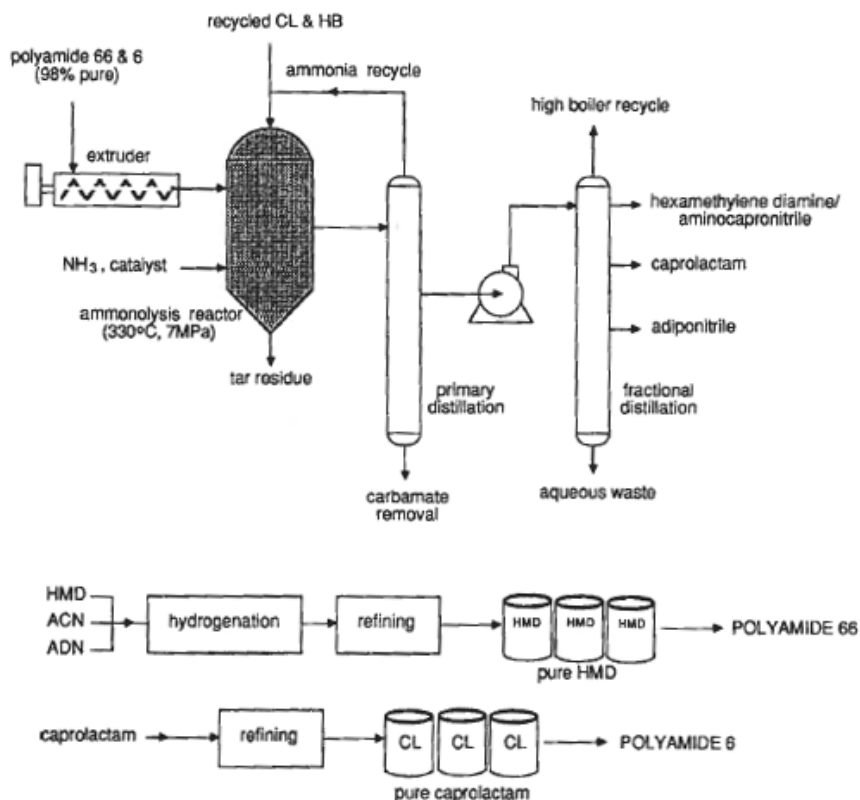 recycled CL & HB
polyamide 66 & 6
(98% pure)
ammonia recycle
high boiler recycle
extruder
hexamethylene diamine/
aminocapronitrile
NH₃, catalyst
caprolactam
ammonolysis reactor
(330ºC, 7MPa)
adiponitrile
tar residue
primary
distillation
fractional
distillation
carbamate
removal
aqueous waste
HMD
ACN
ADN
hydrogenation
refining
HMD HMD HMD
pure HMD
POLYAMIDE 66
caprolactam
refining
CL CL CL
pure caprolactam
POLYAMIDE 6